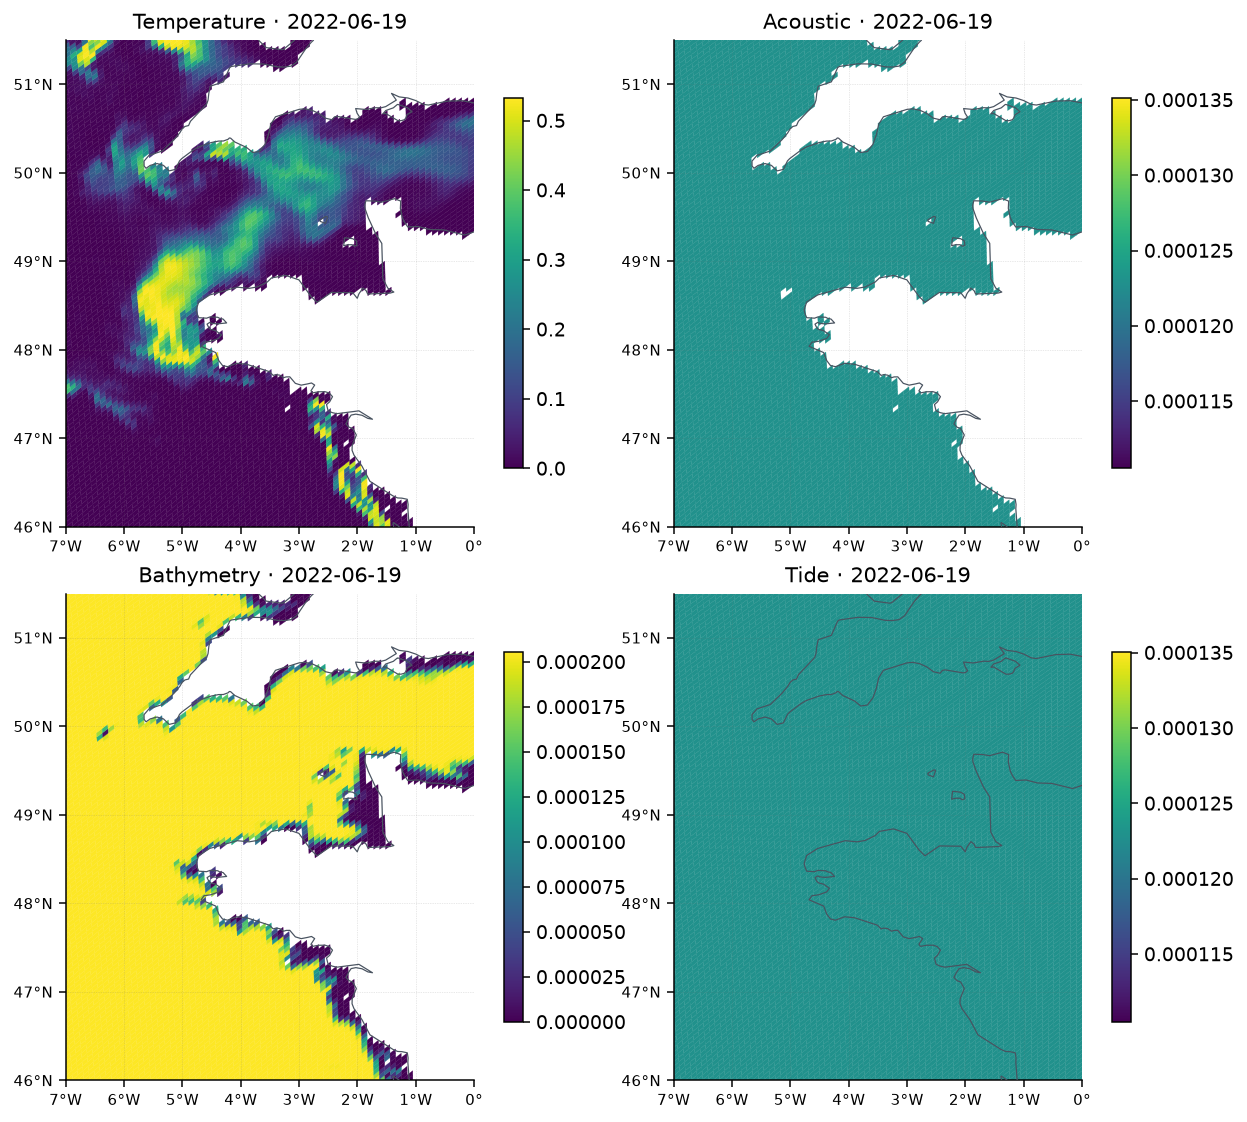 Temperature · 2022-06-19
51°N
50°N
49°N
48°N
47°N
46°N
7°W 6°W 5°W 4°W 3°W 2°W 1°W 0°
0.5
0.4
0.3
0.2
0.1
0.0
Acoustic · 2022-06-19
51°N
50°N
49°N
48°N
47°N
46°N
7°W 6°W 5°W 4°W 3°W 2°W 1°W 0°
0.000135
0.000130
0.000125
0.000120
0.000115
Bathymetry · 2022-06-19
51°N
50°N
49°N
48°N
47°N
46°N
7°W 6°W 5°W 4°W 3°W 2°W 1°W 0°
0.000200
0.000175
0.000150
0.000125
0.000100
0.000075
0.000050
0.000025
0.000000
Tide · 2022-06-19
51°N
50°N
49°N
48°N
47°N
46°N
7°W 6°W 5°W 4°W 3°W 2°W 1°W 0°
0.000135
0.000130
0.000125
0.000120
0.000115